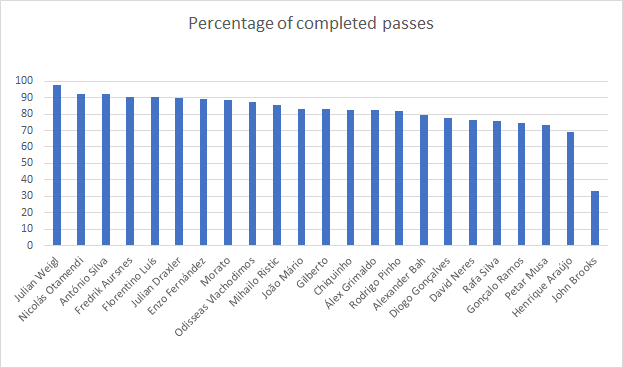 Percentage of completed passes
100
90
80
70
60
50
40
30
20
10
0
Julian Weigl
Nicolás Otamendi
António Silva
Fredrik Aursnes
Florentino Luís
Julian Draxler
Enzo Fernández
Morato
Odisseas Vlachodimos
Mihailo Ristic
João Mário
Gilberto
Chiquinho
Álex Grimaldo
Rodrigo Pinho
Alexander Bah
Diogo Gonçalves
David Neres
Rafa Silva
Gonçalo Ramos
Petar Musa
Henrique Araújo
John Brooks